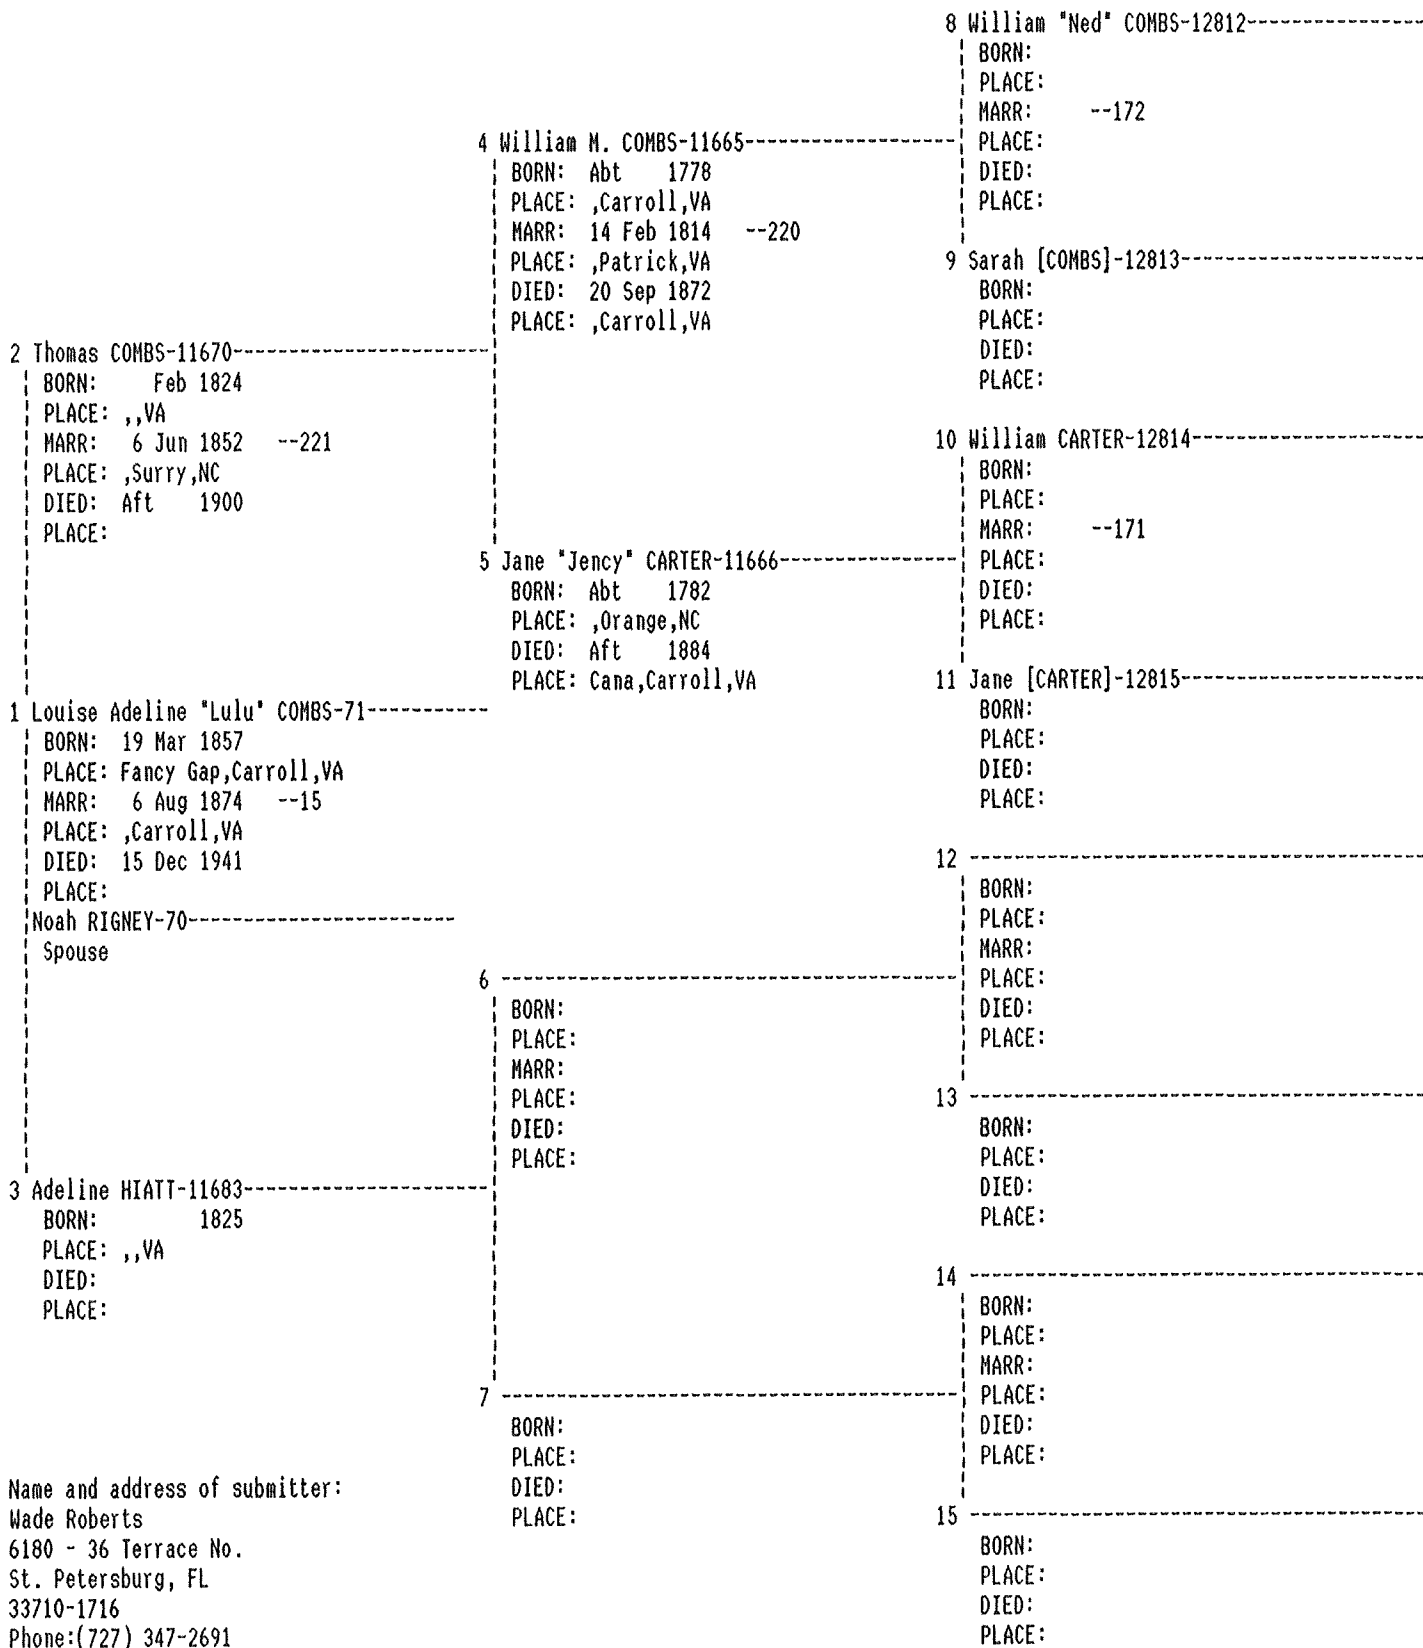 8 William "Ned" COMBS-12812----------------
BORN:
PLACE:
MARR:     --172
PLACE:
DIED:
PLACE:
4 William M. COMBS-11665-------------------
BORN:  Abt    1778
PLACE: ,Carroll,VA
MARR:  14 Feb 1814   --220
PLACE: ,Patrick,VA
DIED:  20 Sep 1872
PLACE: ,Carroll,VA
9 Sarah [COMBS]-12813----------------------
BORN:
PLACE:
DIED:
PLACE:
2 Thomas COMBS-11670-----------------------
BORN:     Feb 1824
PLACE: ,,VA
MARR:   6 Jun 1852   --221
PLACE: ,Surry,NC
DIED:  Aft    1900
PLACE:
10 William CARTER-12814---------------------
BORN:
PLACE:
MARR:     --171
PLACE:
DIED:
PLACE:
5 Jane "Jency" CARTER-11666----------------
BORN:  Abt    1782
PLACE: ,Orange,NC
DIED:  Aft    1884
PLACE: Cana,Carroll,VA
11 Jane [CARTER]-12815----------------------
BORN:
PLACE:
DIED:
PLACE:
1 Louise Adeline "Lulu" COMBS-71-----------
BORN:  19 Mar 1857
PLACE: Fancy Gap,Carroll,VA
MARR:   6 Aug 1874   --15
PLACE: ,Carroll,VA
DIED:  15 Dec 1941
PLACE:
Noah RIGNEY-70------------------------
Spouse
12 -----------------------------------------
BORN:
PLACE:
MARR:
PLACE:
DIED:
PLACE:
6 -----------------------------------------
BORN:
PLACE:
MARR:
PLACE:
DIED:
PLACE:
13 -----------------------------------------
BORN:
PLACE:
DIED:
PLACE:
3 Adeline HIATT-11683----------------------
BORN:         1825
PLACE: ,,VA
DIED:
PLACE:
14 -----------------------------------------
BORN:
PLACE:
MARR:
PLACE:
DIED:
PLACE:
7 -----------------------------------------
BORN:
PLACE:
DIED:
PLACE:
15 -----------------------------------------
BORN:
PLACE:
DIED:
PLACE:
Name and address of submitter:
Wade Roberts
6180 - 36 Terrace No.
St. Petersburg, FL
33710-1716
Phone:(727) 347-2691